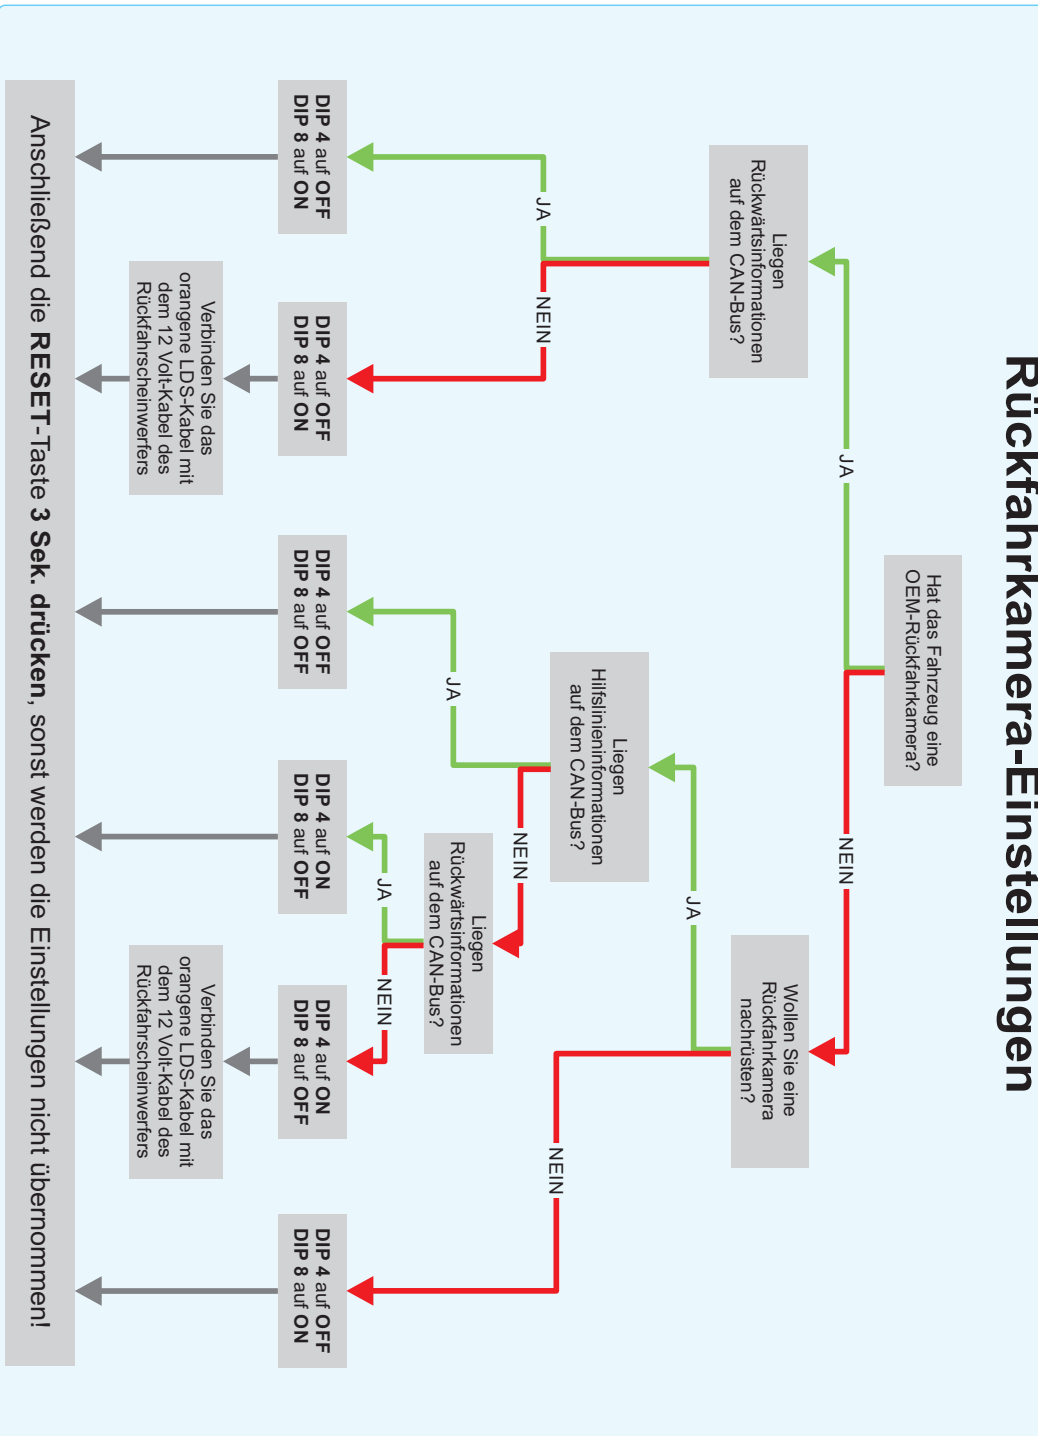 Rückfahrkamera-Einstellungen
Hat das Fahrzeug eine
OEM-Rückfahrkamera?
JA
NEIN
Liegen
Rückwärtsinformationen
auf dem CAN-Bus?
Wollen Sie eine
Rückfahrkamera
nachrüsten?
JA
NEIN
JA
NEIN
Liegen
Hilfslinieninformationen
auf dem CAN-Bus?
JA
NEIN
Liegen
Rückwärtsinformationen
auf dem CAN-Bus?
JA
NEIN
DIP 4 auf OFF
DIP 8 auf ON
DIP 4 auf OFF
DIP 8 auf ON
DIP 4 auf OFF
DIP 8 auf OFF
DIP 4 auf ON
DIP 8 auf OFF
DIP 4 auf ON
DIP 8 auf OFF
DIP 4 auf OFF
DIP 8 auf ON
Verbinden Sie das
orangene LDS-Kabel mit
dem 12 Volt-Kabel des
Rückfahrscheinwerfers
Verbinden Sie das
orangene LDS-Kabel mit
dem 12 Volt-Kabel des
Rückfahrscheinwerfers
Anschließend die RESET-Taste 3 Sek. drücken, sonst werden die Einstellungen nicht übernommen!